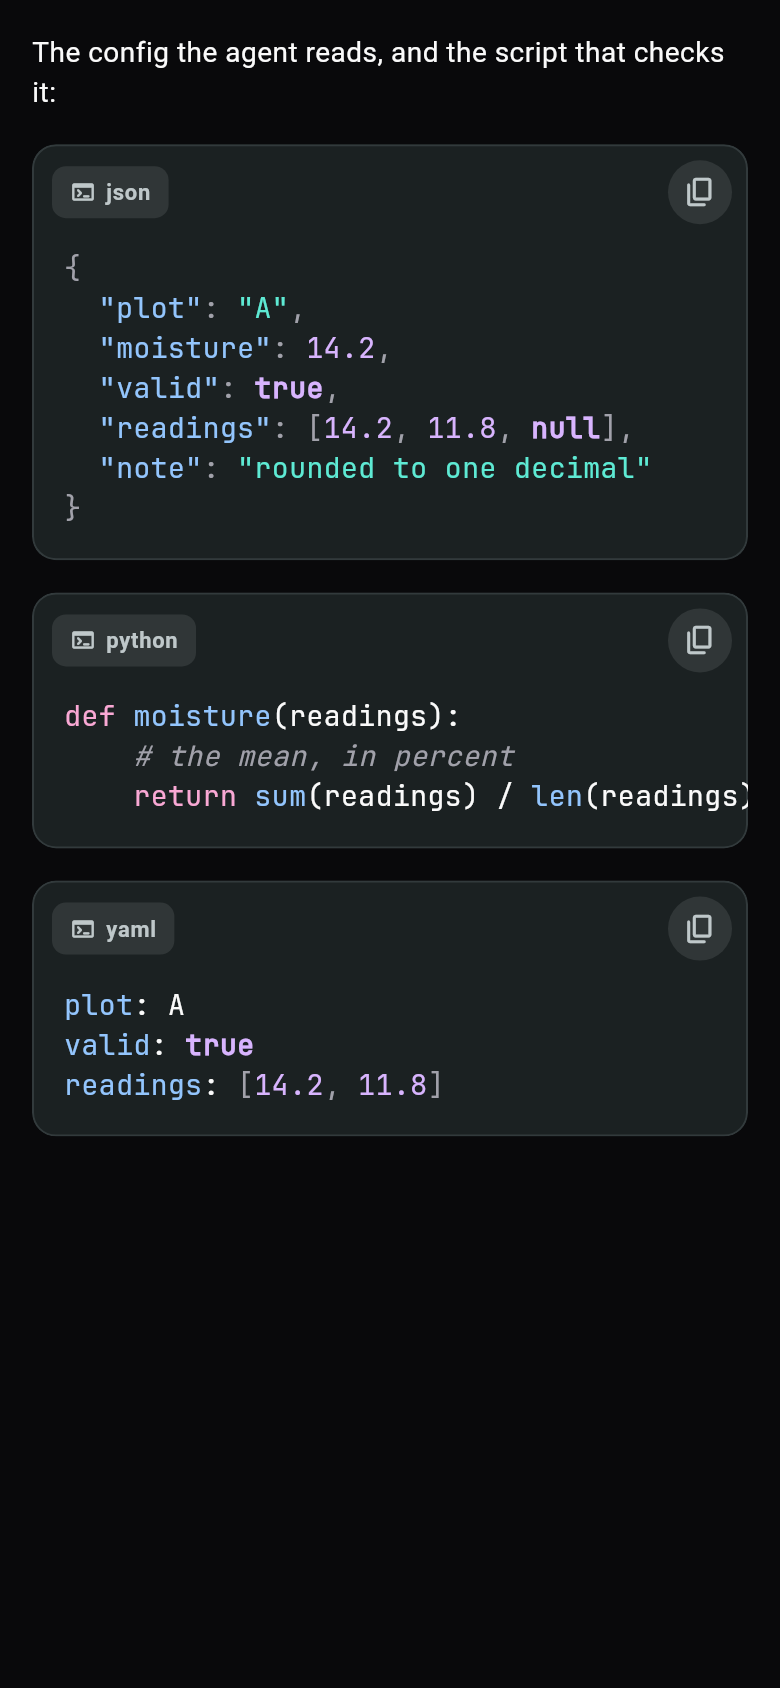 The config the agent reads, and the script that checks
it:
json
{
  "plot": "A",
  "moisture": 14.2,
  "valid": true,
  "readings": [14.2, 11.8, null],
  "note": "rounded to one decimal"
}
python
def moisture(readings):
    # the mean, in percent
    return sum(readings) / len(readings)
yaml
plot: A
valid: true
readings: [14.2, 11.8]